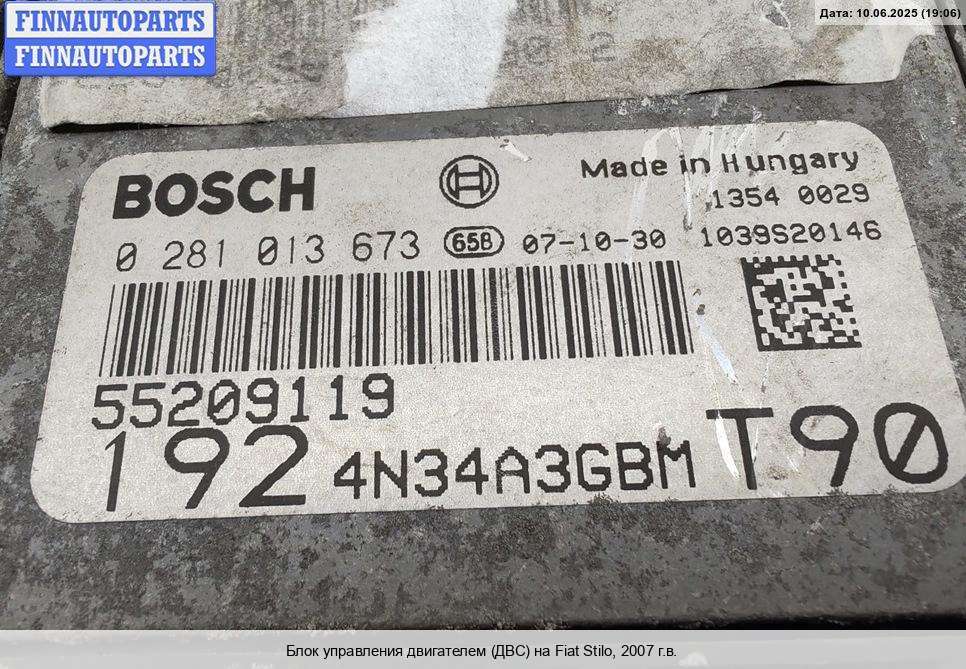 FINNAUTOPARTS
FINNAUTOPARTS
Дата: 10.06.2025 (19:06)
BOSCH
Made in Hungary
1354 0029
0 281 013 673 65B 07-10-30 1039S20146
55209119
192 4N34A3GBM T90
Блок управления двигателем (ДВС) на Fiat Stilo, 2007 г.в.